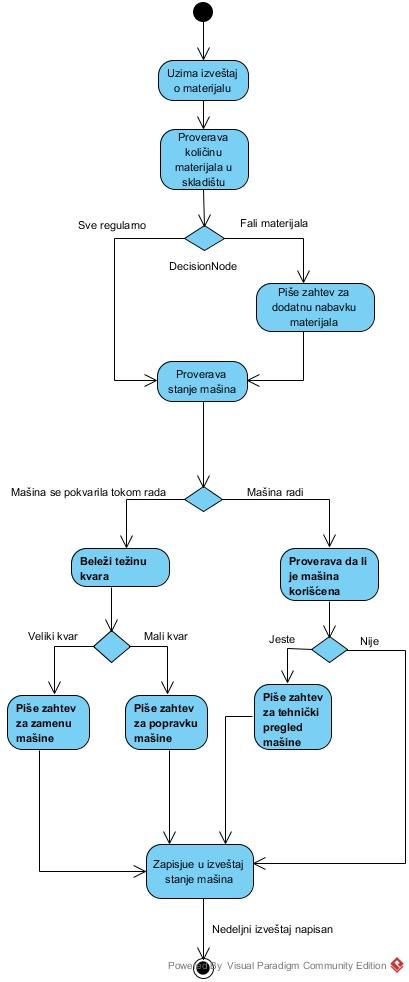 Uzima izveštaj
o materijalu
Proverava
količinu
materijala u
skladištu
Sve regularno
Fali materijala
DecisionNode
Piše zahtev za
dodatnu nabavku
materijala
Proverava
stanje mašina
Mašina se pokvarila tokom rada
Mašina radi
Beleži težinu
kvara
Proverava da li
je mašina
korišćena
Veliki kvar
Mali kvar
Jeste
Nije
Piše zahtev
za zamenu
mašine
Piše zahtev
za popravku
mašine
Piše zahtev
za tehnički
pregled
mašine
Zapisjue u izveštaj
stanje mašina
Nedeljni izveštaj napisan
Powered By Visual Paradigm Community Edition